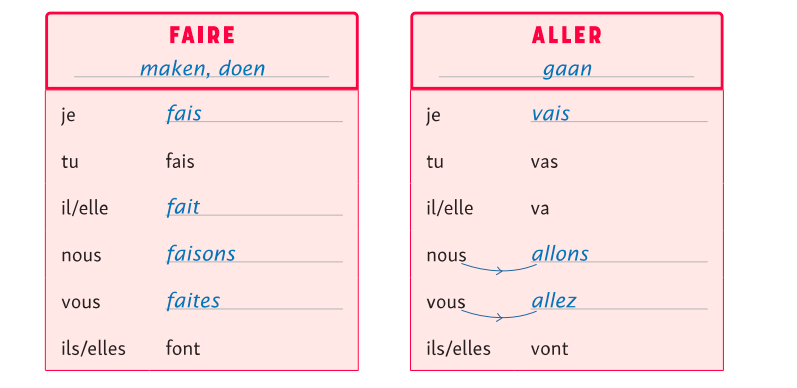 FAIRE
maken, doen
je fais
tu fais
il/elle fait
nous faisons
vous faites
ils/elles font
ALLER
gaan
je vais
tu vas
il/elle va
nous allons
vous allez
ils/elles vont